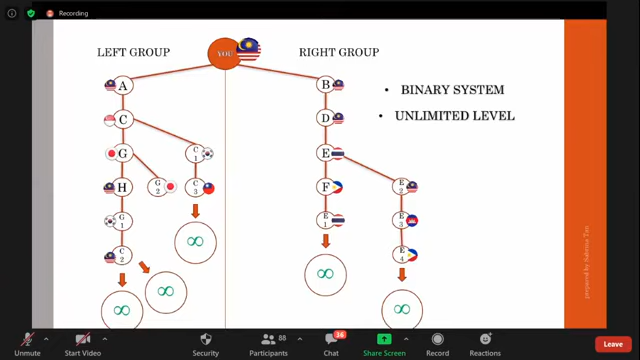 Recording
LEFT GROUP
YOU
RIGHT GROUP
A
B
BINARY SYSTEM
C
D
UNLIMITED LEVEL
G
C1
E
H
G2
C3
F
E2
G1
E1
E3
C2
E4
∞
∞
∞
∞
∞
prepared by Sabrina Tan
88
36
Unmute
Start Video
Security
Participants
Chat
Share Screen
Record
Reactions
Leave